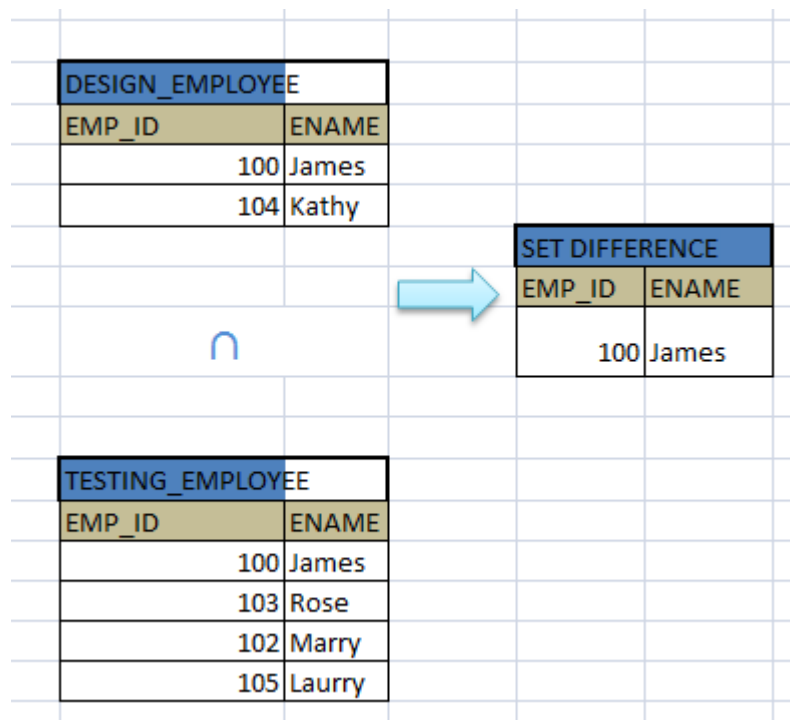 DESIGN_EMPLOYEE
EMP_ID ENAME
100 James
104 Kathy
∩
TESTING_EMPLOYEE
EMP_ID ENAME
100 James
103 Rose
102 Marry
105 Laurry
SET DIFFERENCE
EMP_ID ENAME
100 James